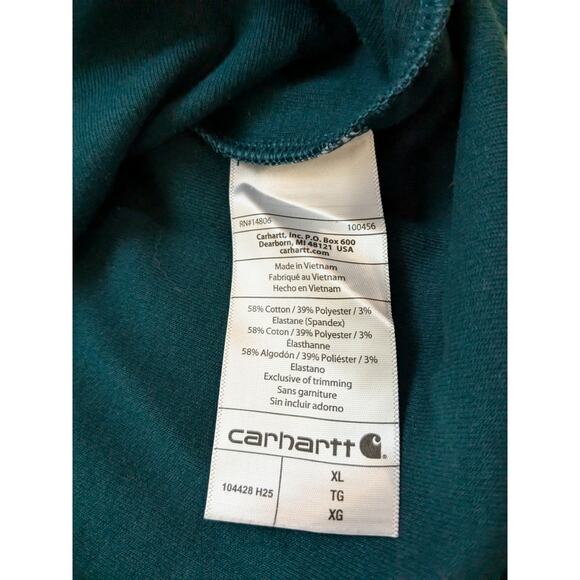 RN#14806 100456
Carhartt, Inc. P.O. Box 600
Dearborn, MI 48121 USA
carhartt.com
Made in Vietnam
Fabriqué au Vietnam
Hecho en Vietnam
58% Cotton / 39% Polyester / 3%
Elastane (Spandex)
58% Coton / 39% Polyester / 3%
Élasthanne
58% Algodón / 39% Poliéster / 3%
Elastano
Exclusive of trimming
Sans garniture
Sin incluir adorno
carhartt
104428 H25
XL
TG
XG